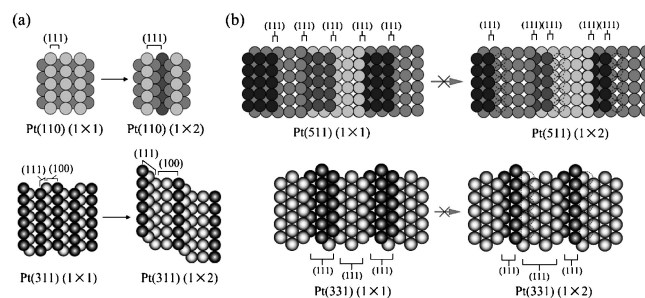 (a)
(111)
Pt(110) (1×1)
(111)
Pt(110) (1×2)
(111) (100)
Pt(311) (1×1)
(111) (100)
Pt(311) (1×2)
(b)
(111) (111) (111) (111) (111)
Pt(511) (1×1)
(111) (111)(111) (111)(111)
Pt(511) (1×2)
(111) (111) (111)
Pt(331) (1×1)
(111) (111) (111)
Pt(331) (1×2)